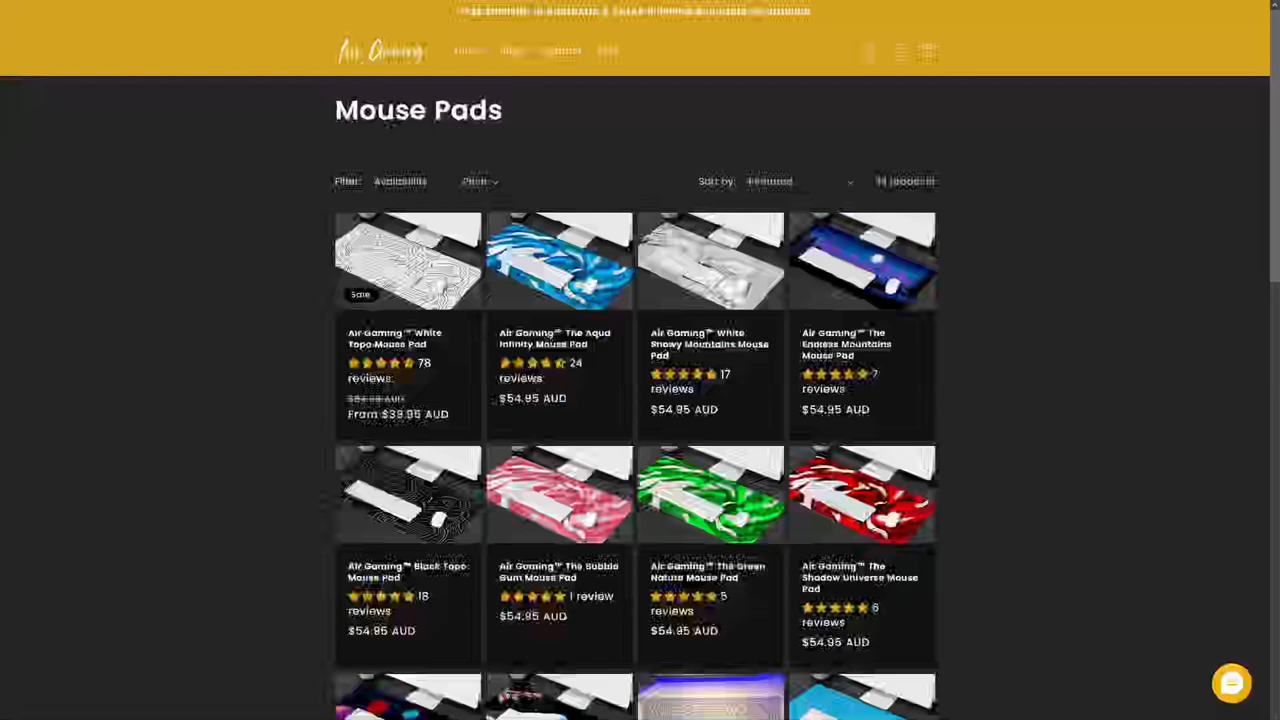 Air Gaming
Mouse Pads
Filter: Availability Price
Sort by: Featured
Sale
Air Gaming™ White
Topo Mouse Pad
78
reviews
$54.95 AUD
From $39.95 AUD
Air Gaming™ The Aqua
Infinity Mouse Pad
24
reviews
$54.95 AUD
Air Gaming™ White
Snowy Mountains Mouse
Pad
17
reviews
$54.95 AUD
Air Gaming™ The
Endless Mountains
Mouse Pad
7
reviews
$54.95 AUD
Air Gaming™ Black Topo
Mouse Pad
18
reviews
$54.95 AUD
Air Gaming™ The Bubble
Gum Mouse Pad
1 review
$54.95 AUD
Air Gaming™ The Green
Nature Mouse Pad
5
reviews
$54.95 AUD
Air Gaming™ The
Shadow Universe Mouse
Pad
6
reviews
$54.95 AUD